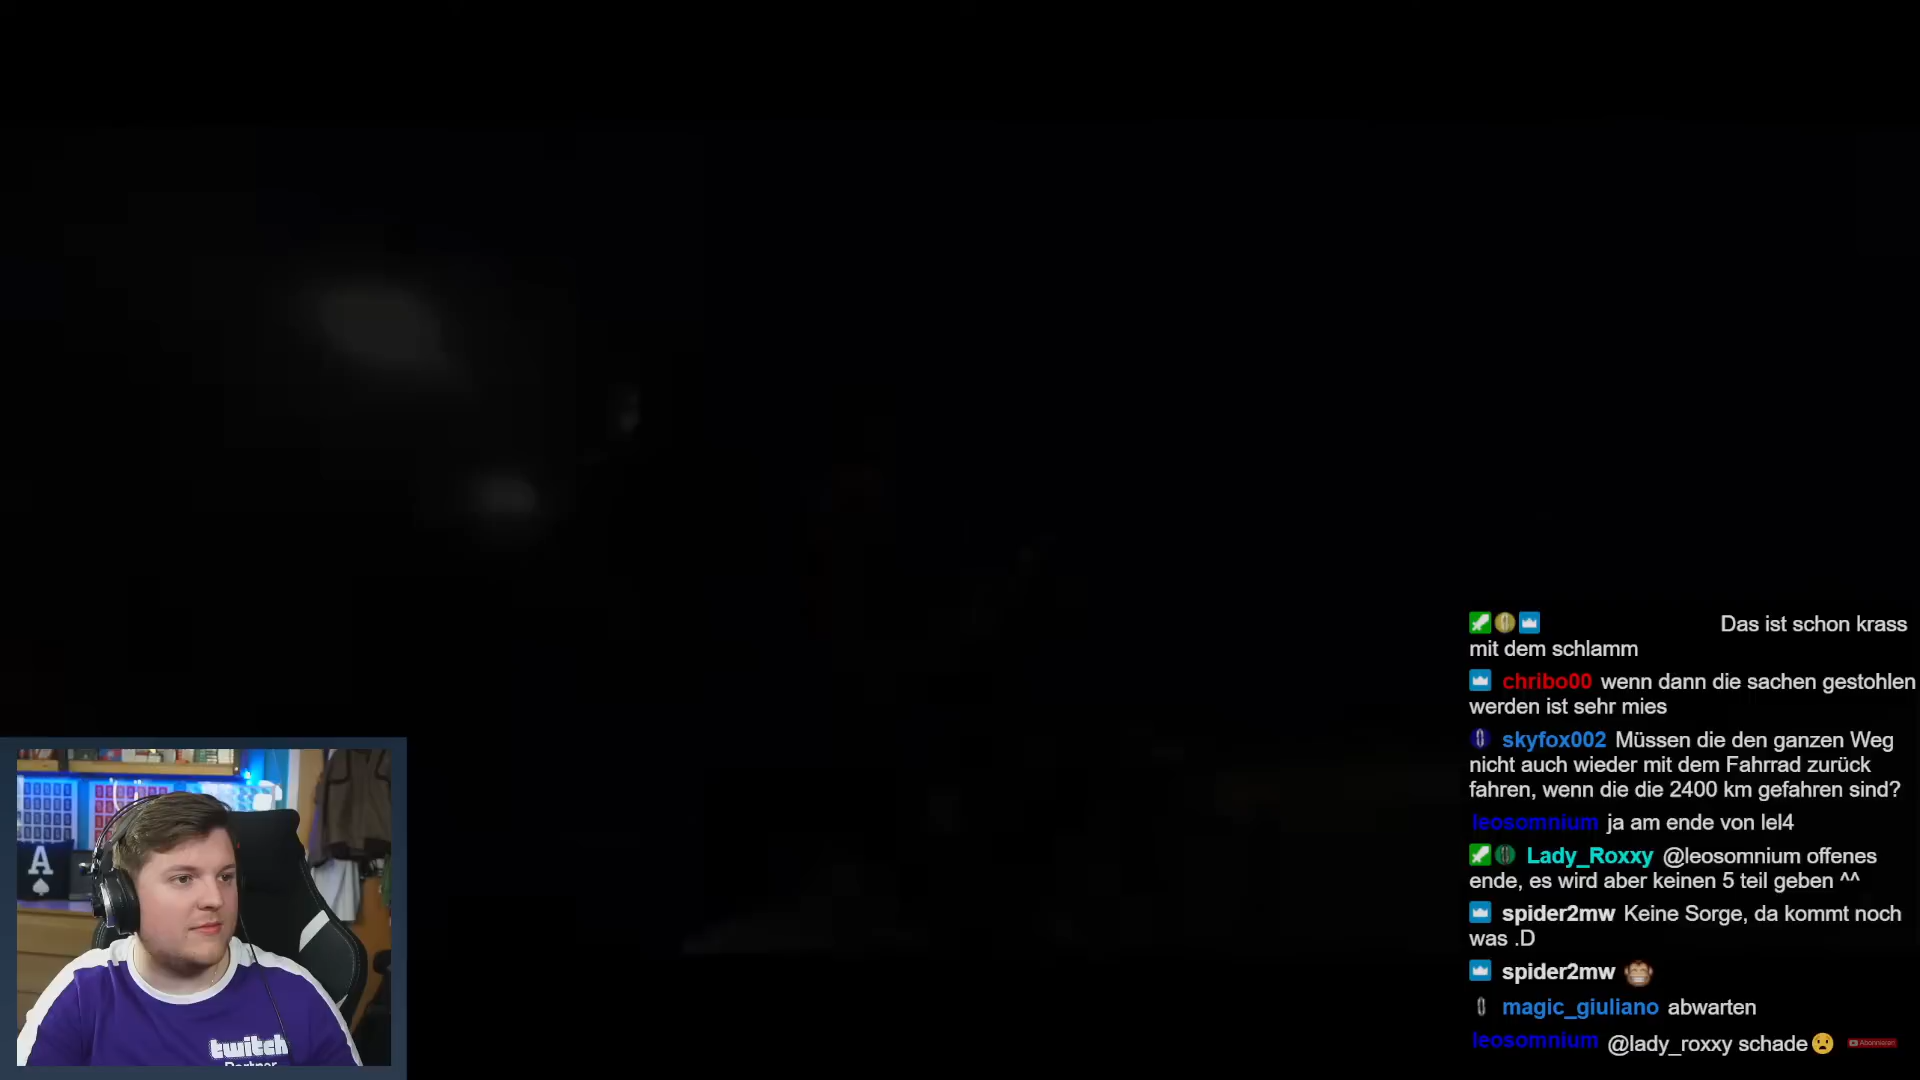 Das ist schon krass
mit dem schlamm
chribo00 wenn dann die sachen gestohlen
werden ist sehr mies
skyfox002 Müssen die den ganzen Weg
nicht auch wieder mit dem Fahrrad zurück
fahren, wenn die die 2400 km gefahren sind?
leosomnium ja am ende von lel4
Lady_Roxxy @leosomnium offenes
ende, es wird aber keinen 5 teil geben ^^
spider2mw Keine Sorge, da kommt noch
was .D
spider2mw
magic_giuliano abwarten
leosomnium @lady_roxxy schade
Abonnieren
A
twitch
Partner